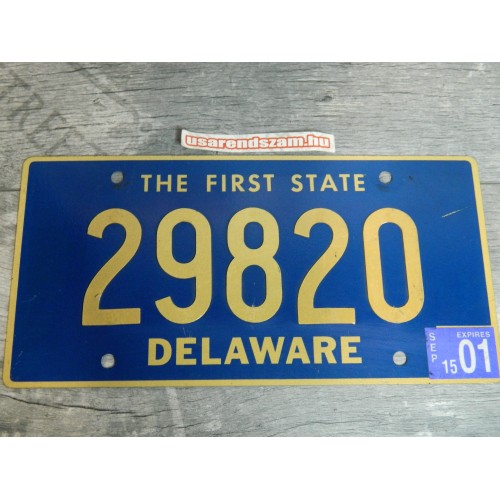 usarendszam.hu
THE FIRST STATE
29820
DELAWARE
SEP
EXPIRES
15 01